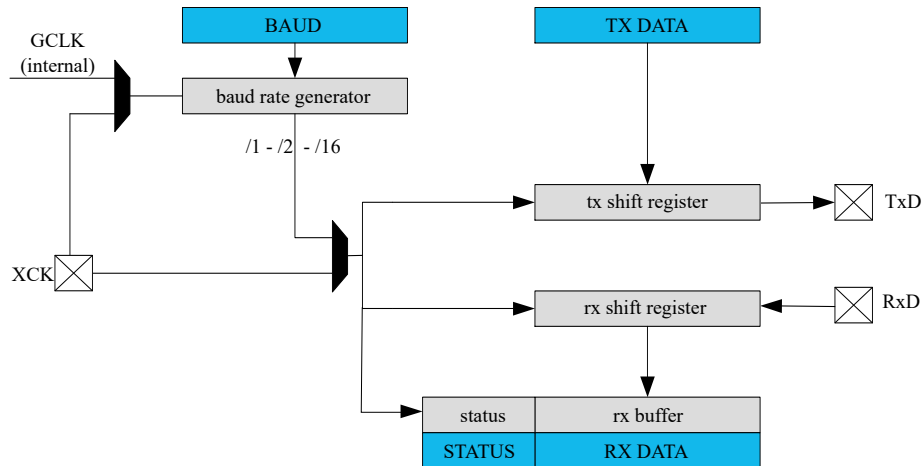 BAUD
TX DATA
GCLK
(internal)
baud rate generator
/1 - /2 - /16
tx shift register
TxD
XCK
rx shift register
RxD
status
rx buffer
STATUS
RX DATA